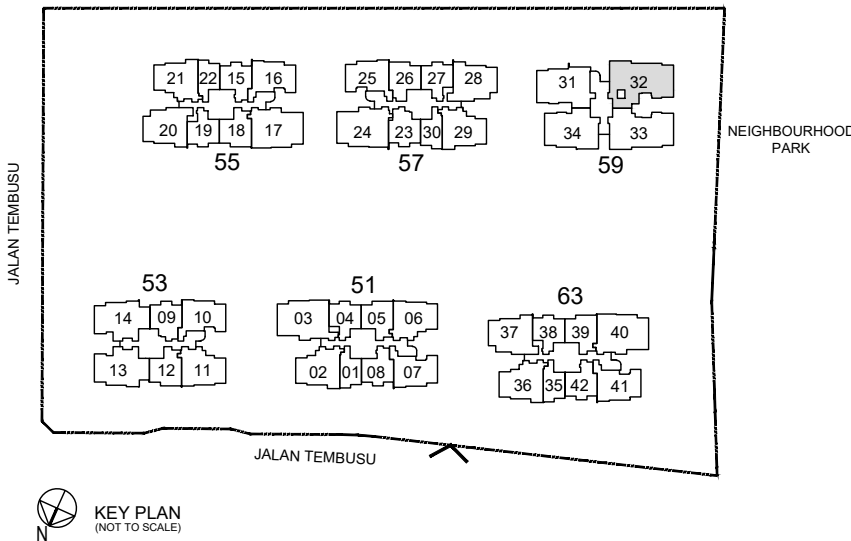 21 22 15 16
25 26 27 28
31 32
20 19 18 17
24 23 30 29
34 33
55
57
59
NEIGHBOURHOOD
PARK
JALAN TEMBUSU
53
51
63
14 09 10
03 04 05 06
37 38 39 40
13 12 11
02 01 08 07
36 35 42 41
JALAN TEMBUSU
KEY PLAN
(NOT TO SCALE)
N